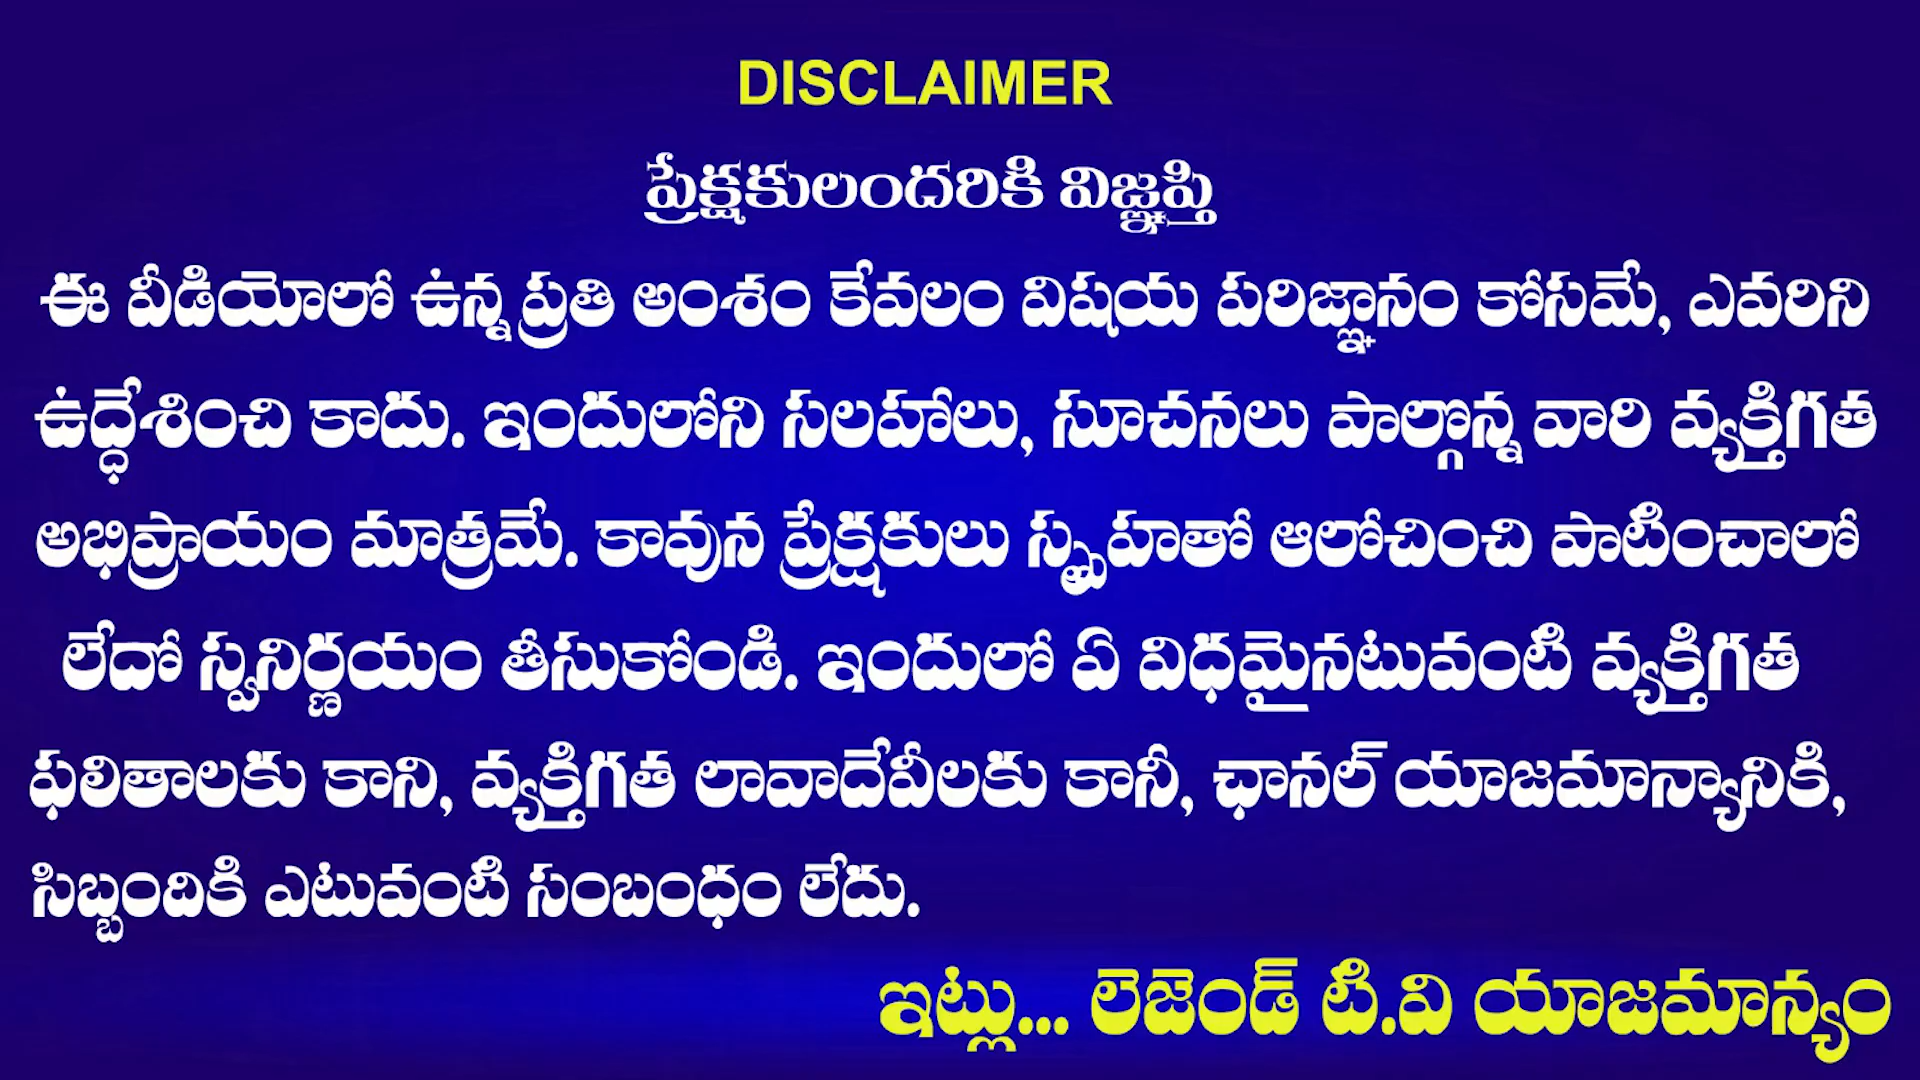 DISCLAIMER
ప్రేక్షకులందరికి విజ్ఞప్తి
ఈ వీడియోలో ఉన్న ప్రతి అంశం కేవలం విషయ పరిజ్ఞానం కోసమే, ఎవరిని
ఉద్ధేశించి కాదు. ఇందులోని సలహాలు, సూచనలు పాల్గొన్న వారి వ్యక్తిగత
అభిప్రాయం మాత్రమే. కావున ప్రేక్షకులు స్పృహతో ఆలోచించి పాటించాలో
లేదో స్వనిర్ణయం తీసుకోండి. ఇందులో ఏ విధమైనటువంటి వ్యక్తిగత
ఫలితాలకు కాని, వ్యక్తిగత లావాదేవీలకు కానీ, ఛానల్ యాజమాన్యానికి,
సిబ్బందికి ఎటువంటి సంబంధం లేదు.
ఇట్లు... లెజెండ్ టి.వి యాజమాన్యం